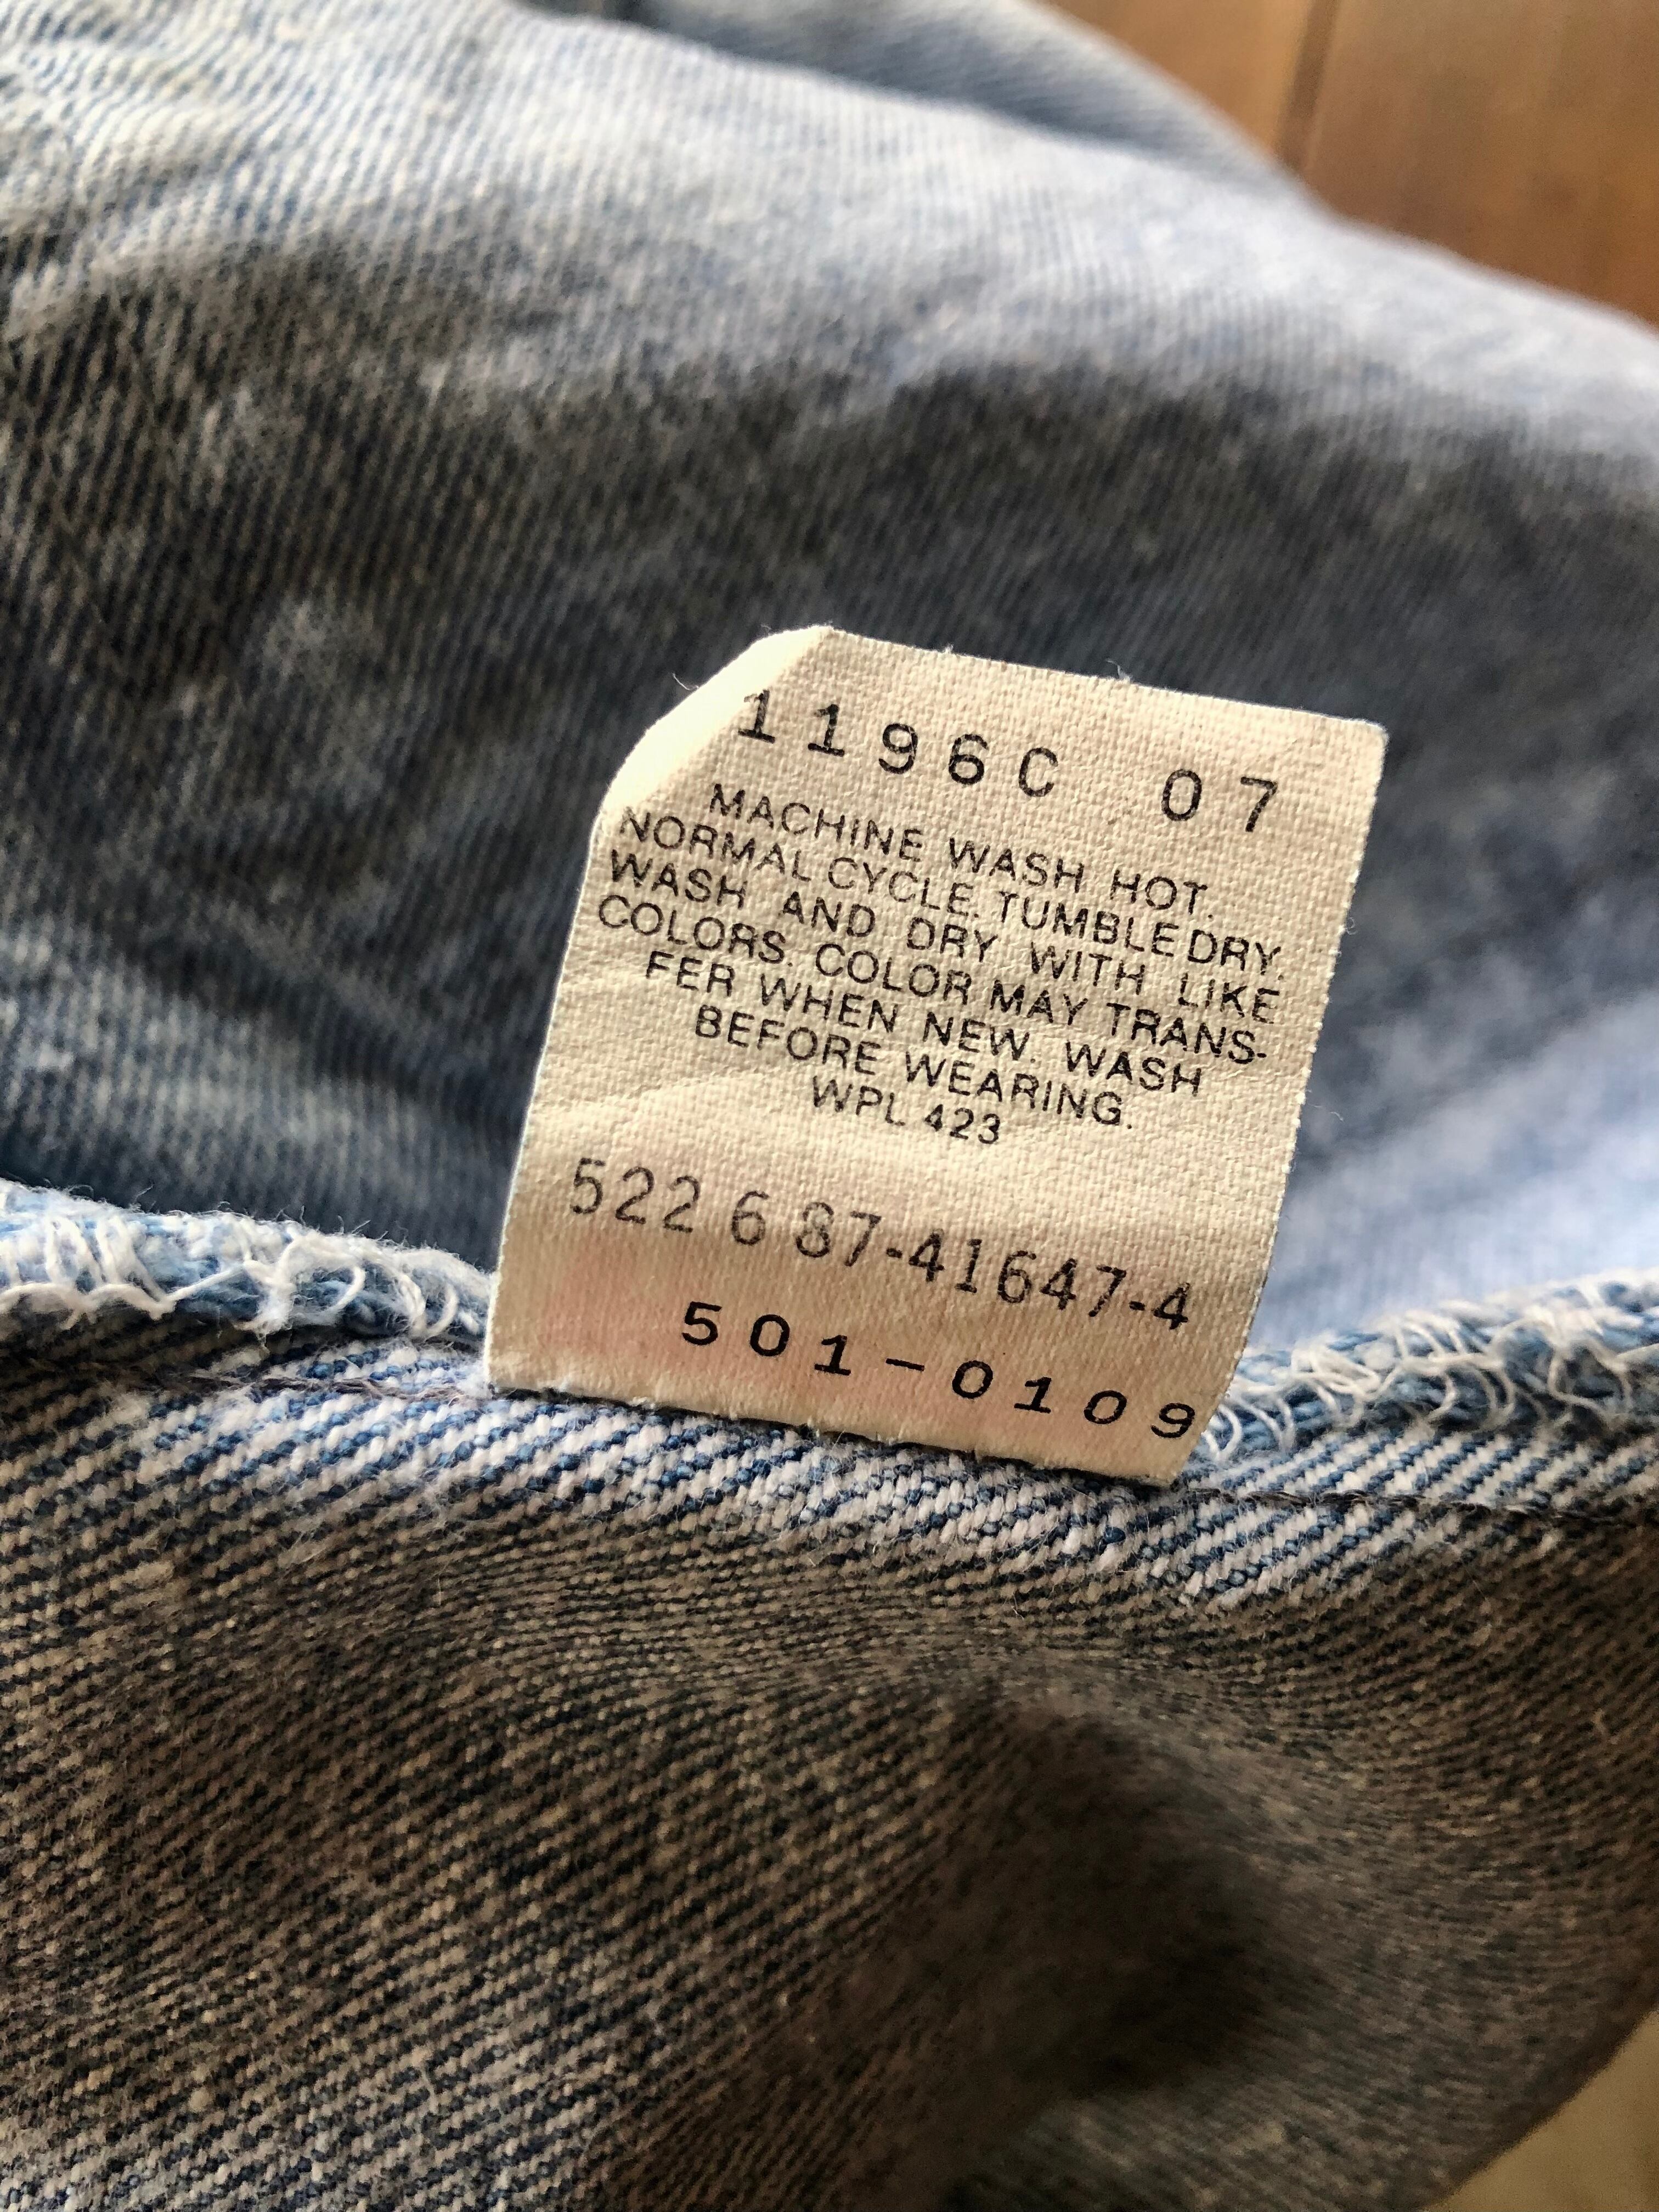 1196C 07
MACHINE WASH HOT.
NORMAL CYCLE. TUMBLE DRY.
WASH AND DRY WITH LIKE
COLORS. COLOR MAY TRANS-
FER WHEN NEW. WASH
BEFORE WEARING.
WPL 423
522 6 87-41647-4
501-0109